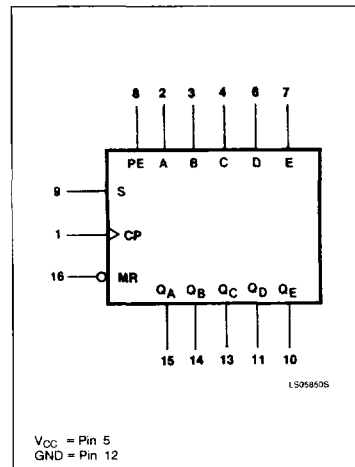 8 2 3 4 6 7
PE A B C D E
9 S
1 CP
16 MR
QA QB QC QD QE
15 14 13 11 10
LS05850S
VCC = Pin 5
GND = Pin 12